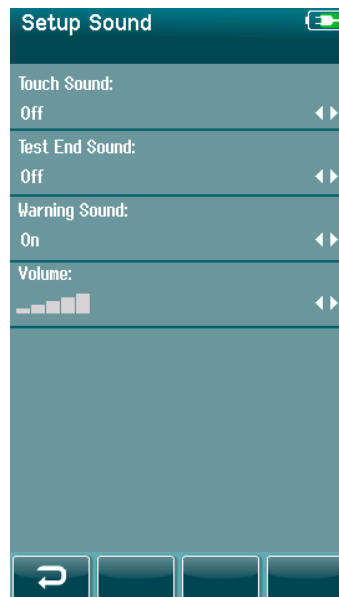 Setup Sound
Touch Sound:
Off
Test End Sound:
Off
Warning Sound:
On
Volume: